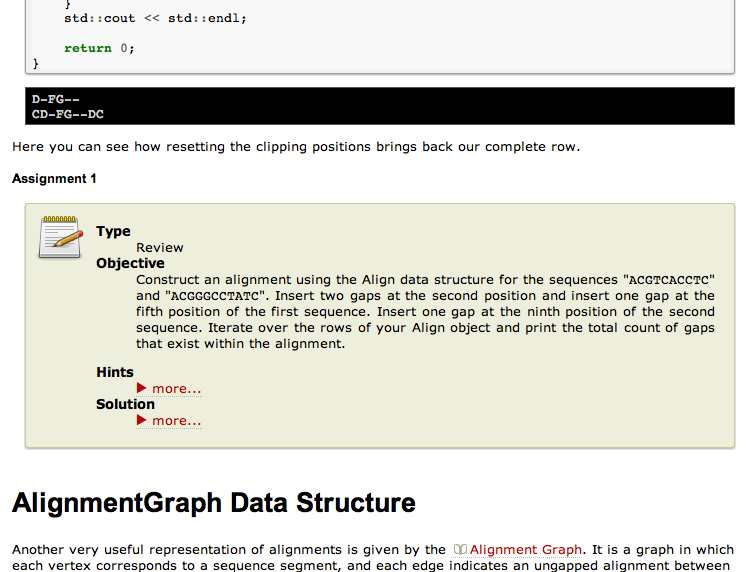 }
std::cout << std::endl;
return 0;
}
D-FG--
CD-FG--DC
Here you can see how resetting the clipping positions brings back our complete row.
Assignment 1
Type
Review
Objective
Construct an alignment using the Align data structure for the sequences "ACGTCACCTC"
and "ACGGGCCTATC". Insert two gaps at the second position and insert one gap at the
fifth position of the first sequence. Insert one gap at the ninth position of the second
sequence. Iterate over the rows of your Align object and print the total count of gaps
that exist within the alignment.
Hints
more...
Solution
more...
AlignmentGraph Data Structure
Another very useful representation of alignments is given by the Alignment Graph. It is a graph in which
each vertex corresponds to a sequence segment, and each edge indicates an ungapped alignment between